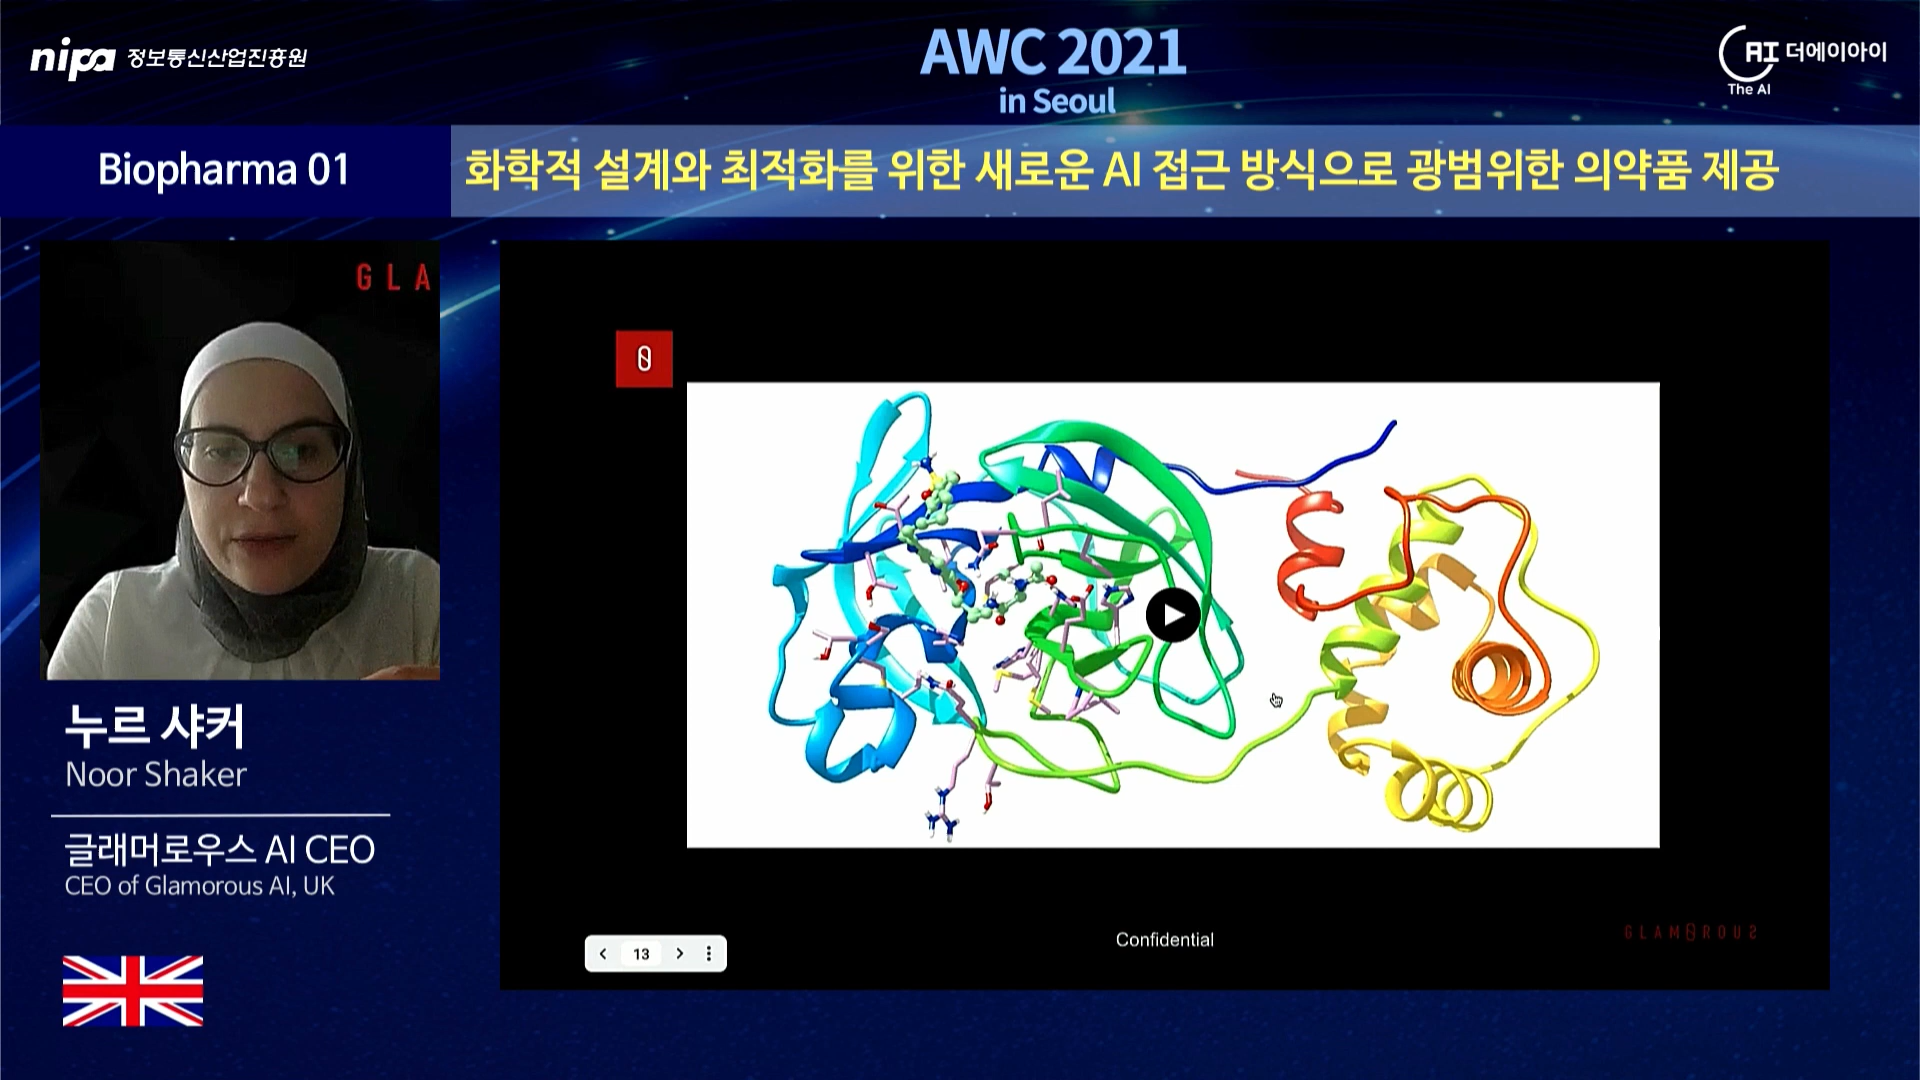 nipa 정보통신산업진흥원
AWC 2021
in Seoul
AI 더에이아이
The AI
Biopharma 01
화학적 설계와 최적화를 위한 새로운 AI 접근 방식으로 광범위한 의약품 제공
GLA
누르 샤커
Noor Shaker
글래머로우스 AI CEO
CEO of Glamorous AI, UK
13
Confidential
GLAMOROUS